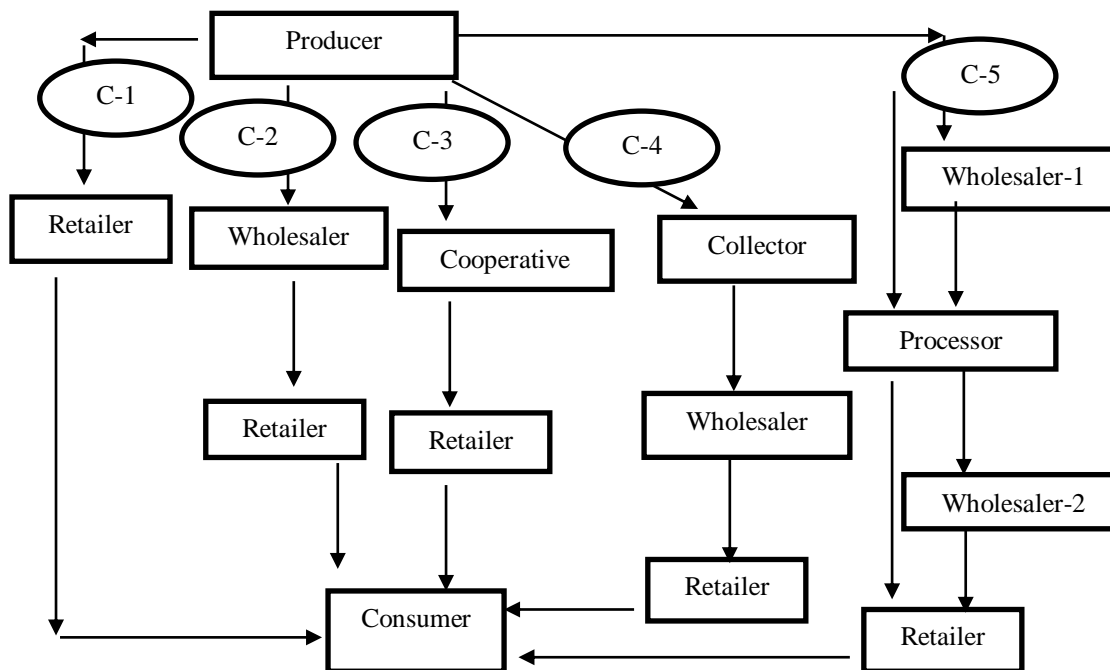 Producer
C-1
C-2
C-3
C-4
C-5
Wholesaler-1
Retailer
Wholesaler
Cooperative
Collector
Processor
Retailer
Retailer
Wholesaler
Wholesaler-2
Retailer
Consumer
Retailer